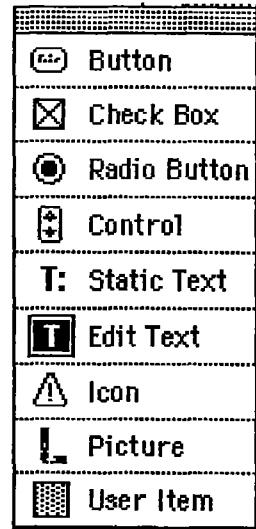 Button
Check Box
Radio Button
Control
T: Static Text
T Edit Text
Icon
Picture
User Item